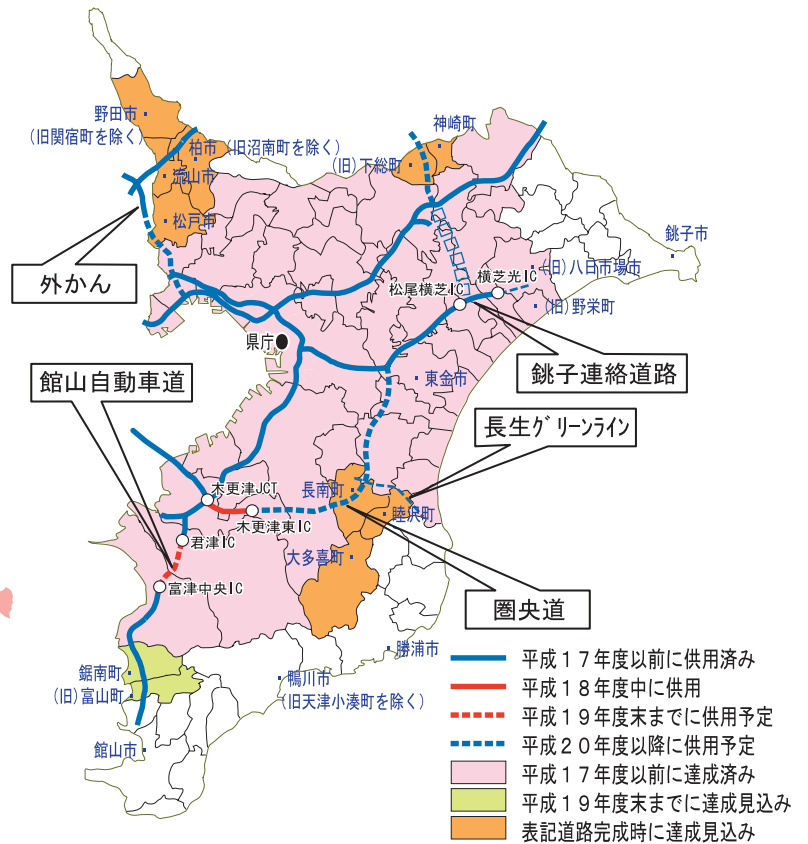 野田市
(旧関宿町を除く)
柏市 (旧沼南町を除く)
流山市
松戸市
神崎町
(旧)下総町
外かん
銚子市
横芝光IC
(旧)八日市場市
松尾横芝IC
(旧)野栄町
県庁
館山自動車道
東金市
銚子連絡道路
長生グリーンライン
木更津JCT
長南町
木更津東IC
睦沢町
君津IC
大多喜町
富津中央IC
圏央道
勝浦市
鋸南町
鴨川市
(旧)富山町
(旧天津小湊町を除く)
館山市
平成17年度以前に供用済み
平成18年度中に供用
平成19年度末までに供用予定
平成20年度以降に供用予定
平成17年度以前に達成済み
平成19年度末までに達成見込み
表記道路完成時に達成見込み